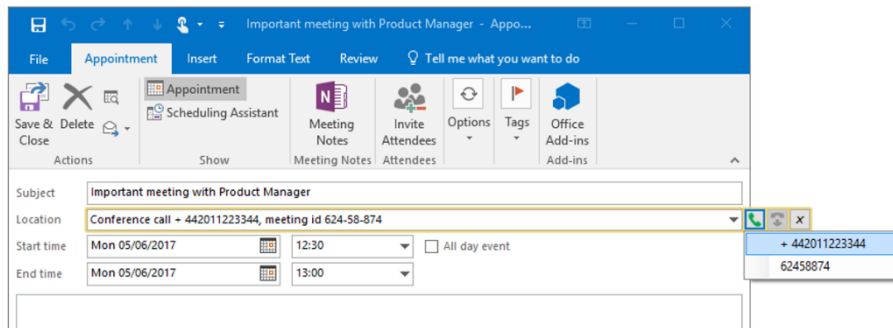 Important meeting with Product Manager - Appo...
File Appointment Insert Format Text Review Tell me what you want to do
Save & Close
Delete
Appointment
Scheduling Assistant
Meeting Notes
Invite Attendees
Options
Tags
Office Add-ins
Actions Show Meeting Notes Attendees Add-ins
Subject Important meeting with Product Manager
Location Conference call + 442011223344, meeting id 624-58-874
x
+ 442011223344
62458874
Start time Mon 05/06/2017 12:30 All day event
End time Mon 05/06/2017 13:00